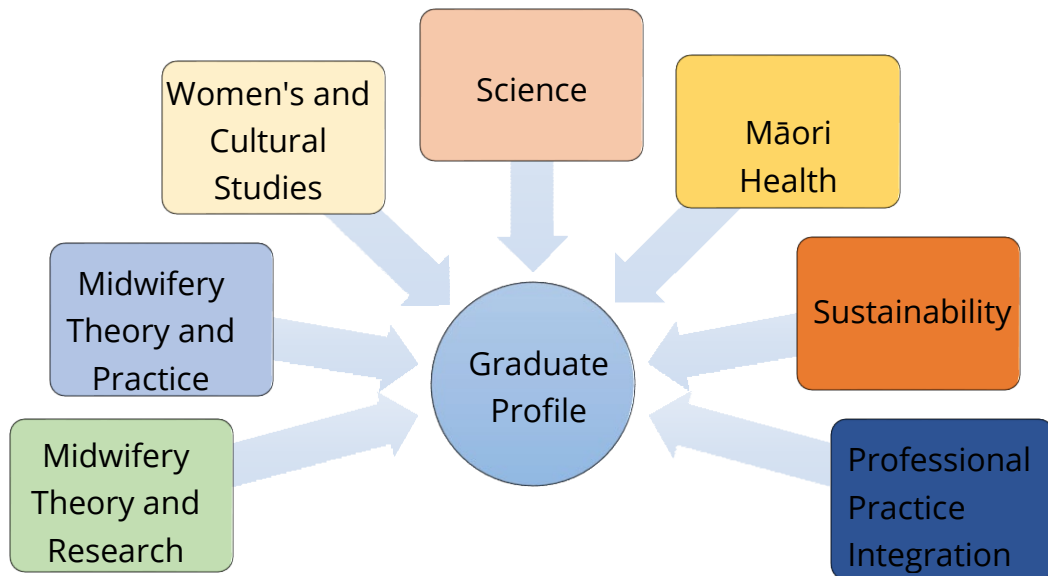 Science
Women's and
Cultural
Studies
Māori
Health
Midwifery
Theory and
Practice
Sustainability
Graduate
Profile
Midwifery
Theory and
Research
Professional
Practice
Integration